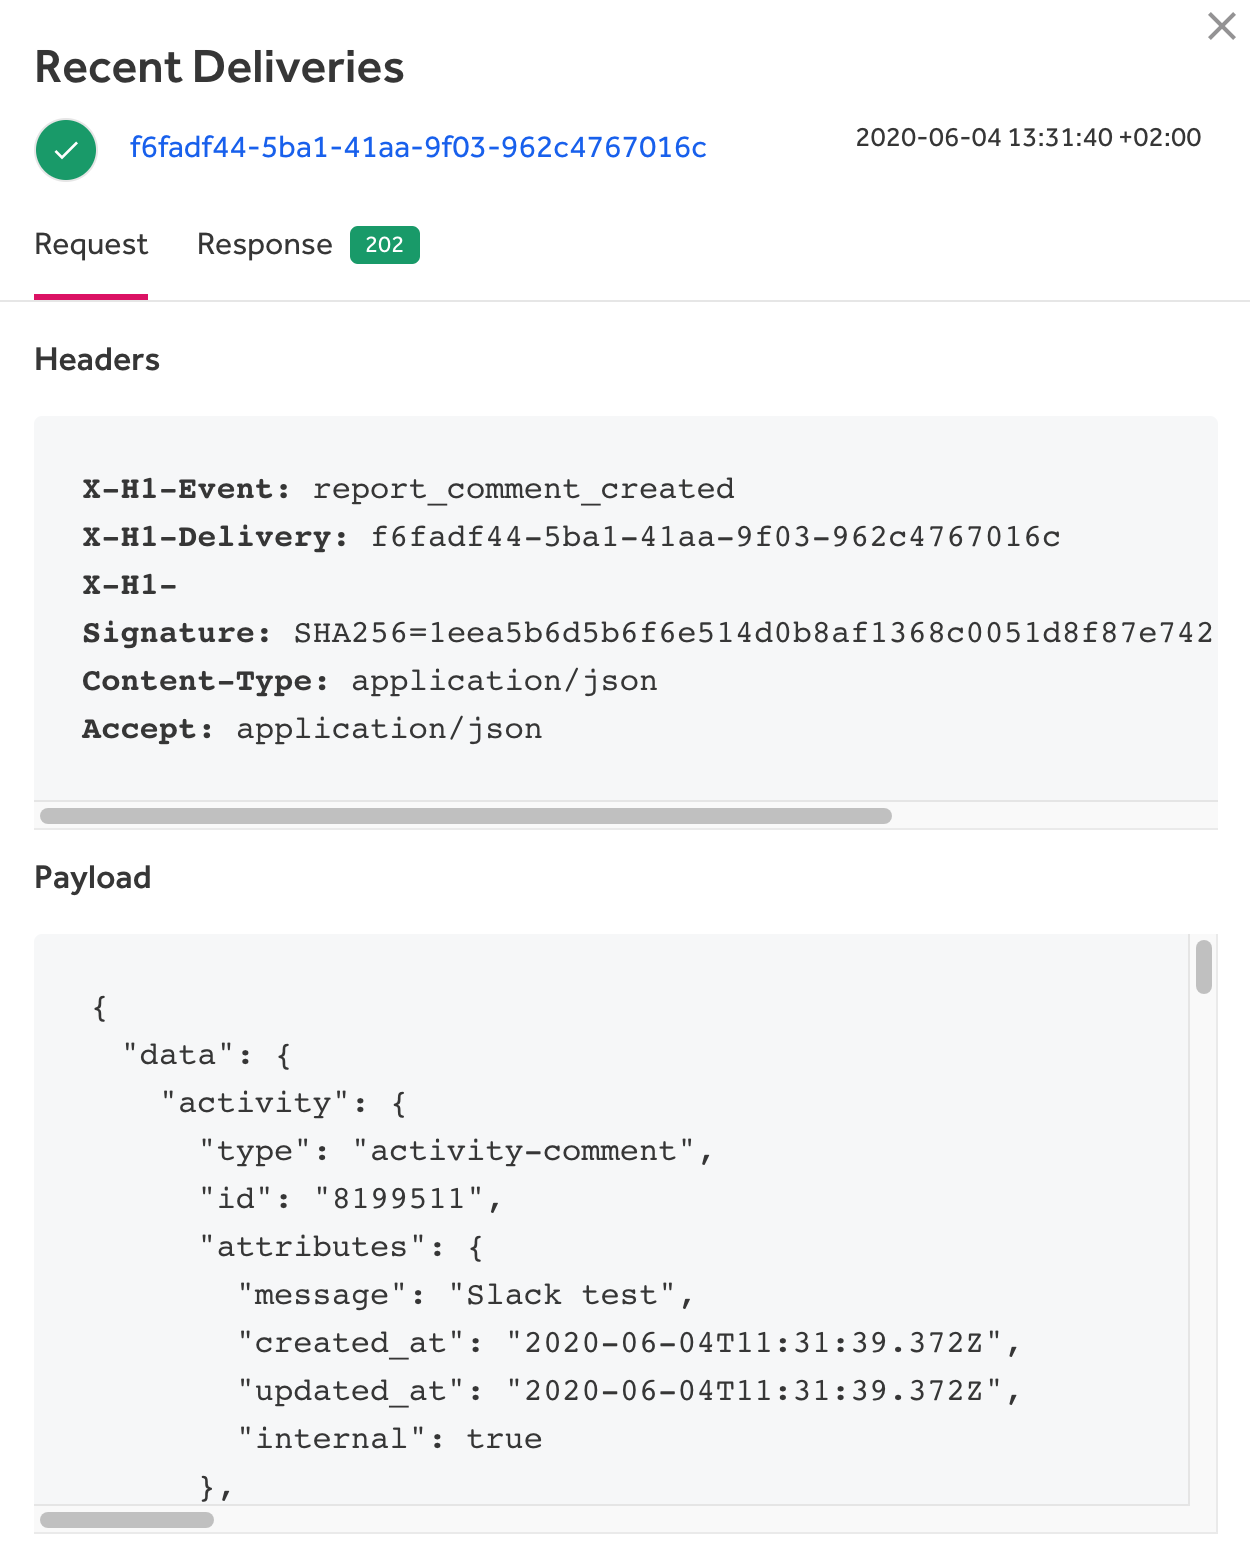 Recent Deliveries
f6fadf44-5ba1-41aa-9f03-962c4767016c 2020-06-04 13:31:40 +02:00
Request Response 202
Headers
X-H1-Event: report_comment_created
X-H1-Delivery: f6fadf44-5ba1-41aa-9f03-962c4767016c
X-H1-
Signature: SHA256=1eea5b6d5b6f6e514d0b8af1368c0051d8f87e742
Content-Type: application/json
Accept: application/json
Payload
{
  "data": {
    "activity": {
      "type": "activity-comment",
      "id": "8199511",
      "attributes": {
        "message": "Slack test",
        "created_at": "2020-06-04T11:31:39.372Z",
        "updated_at": "2020-06-04T11:31:39.372Z",
        "internal": true
      },